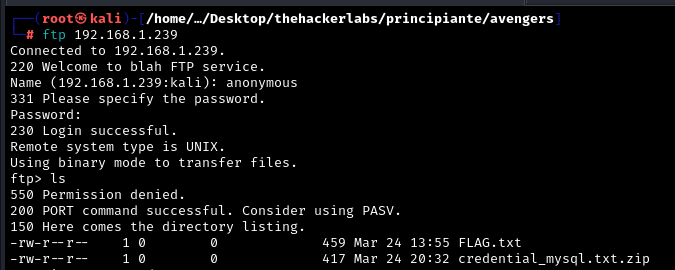 ┌──(root㉿kali)-[/home/…/Desktop/thehackerlabs/principiante/avengers]
└─# ftp 192.168.1.239
Connected to 192.168.1.239.
220 Welcome to blah FTP service.
Name (192.168.1.239:kali): anonymous
331 Please specify the password.
Password:
230 Login successful.
Remote system type is UNIX.
Using binary mode to transfer files.
ftp> ls
550 Permission denied.
200 PORT command successful. Consider using PASV.
150 Here comes the directory listing.
-rw-r--r--    1 0        0             459 Mar 24 13:55 FLAG.txt
-rw-r--r--    1 0        0             417 Mar 24 20:32 credential_mysql.txt.zip